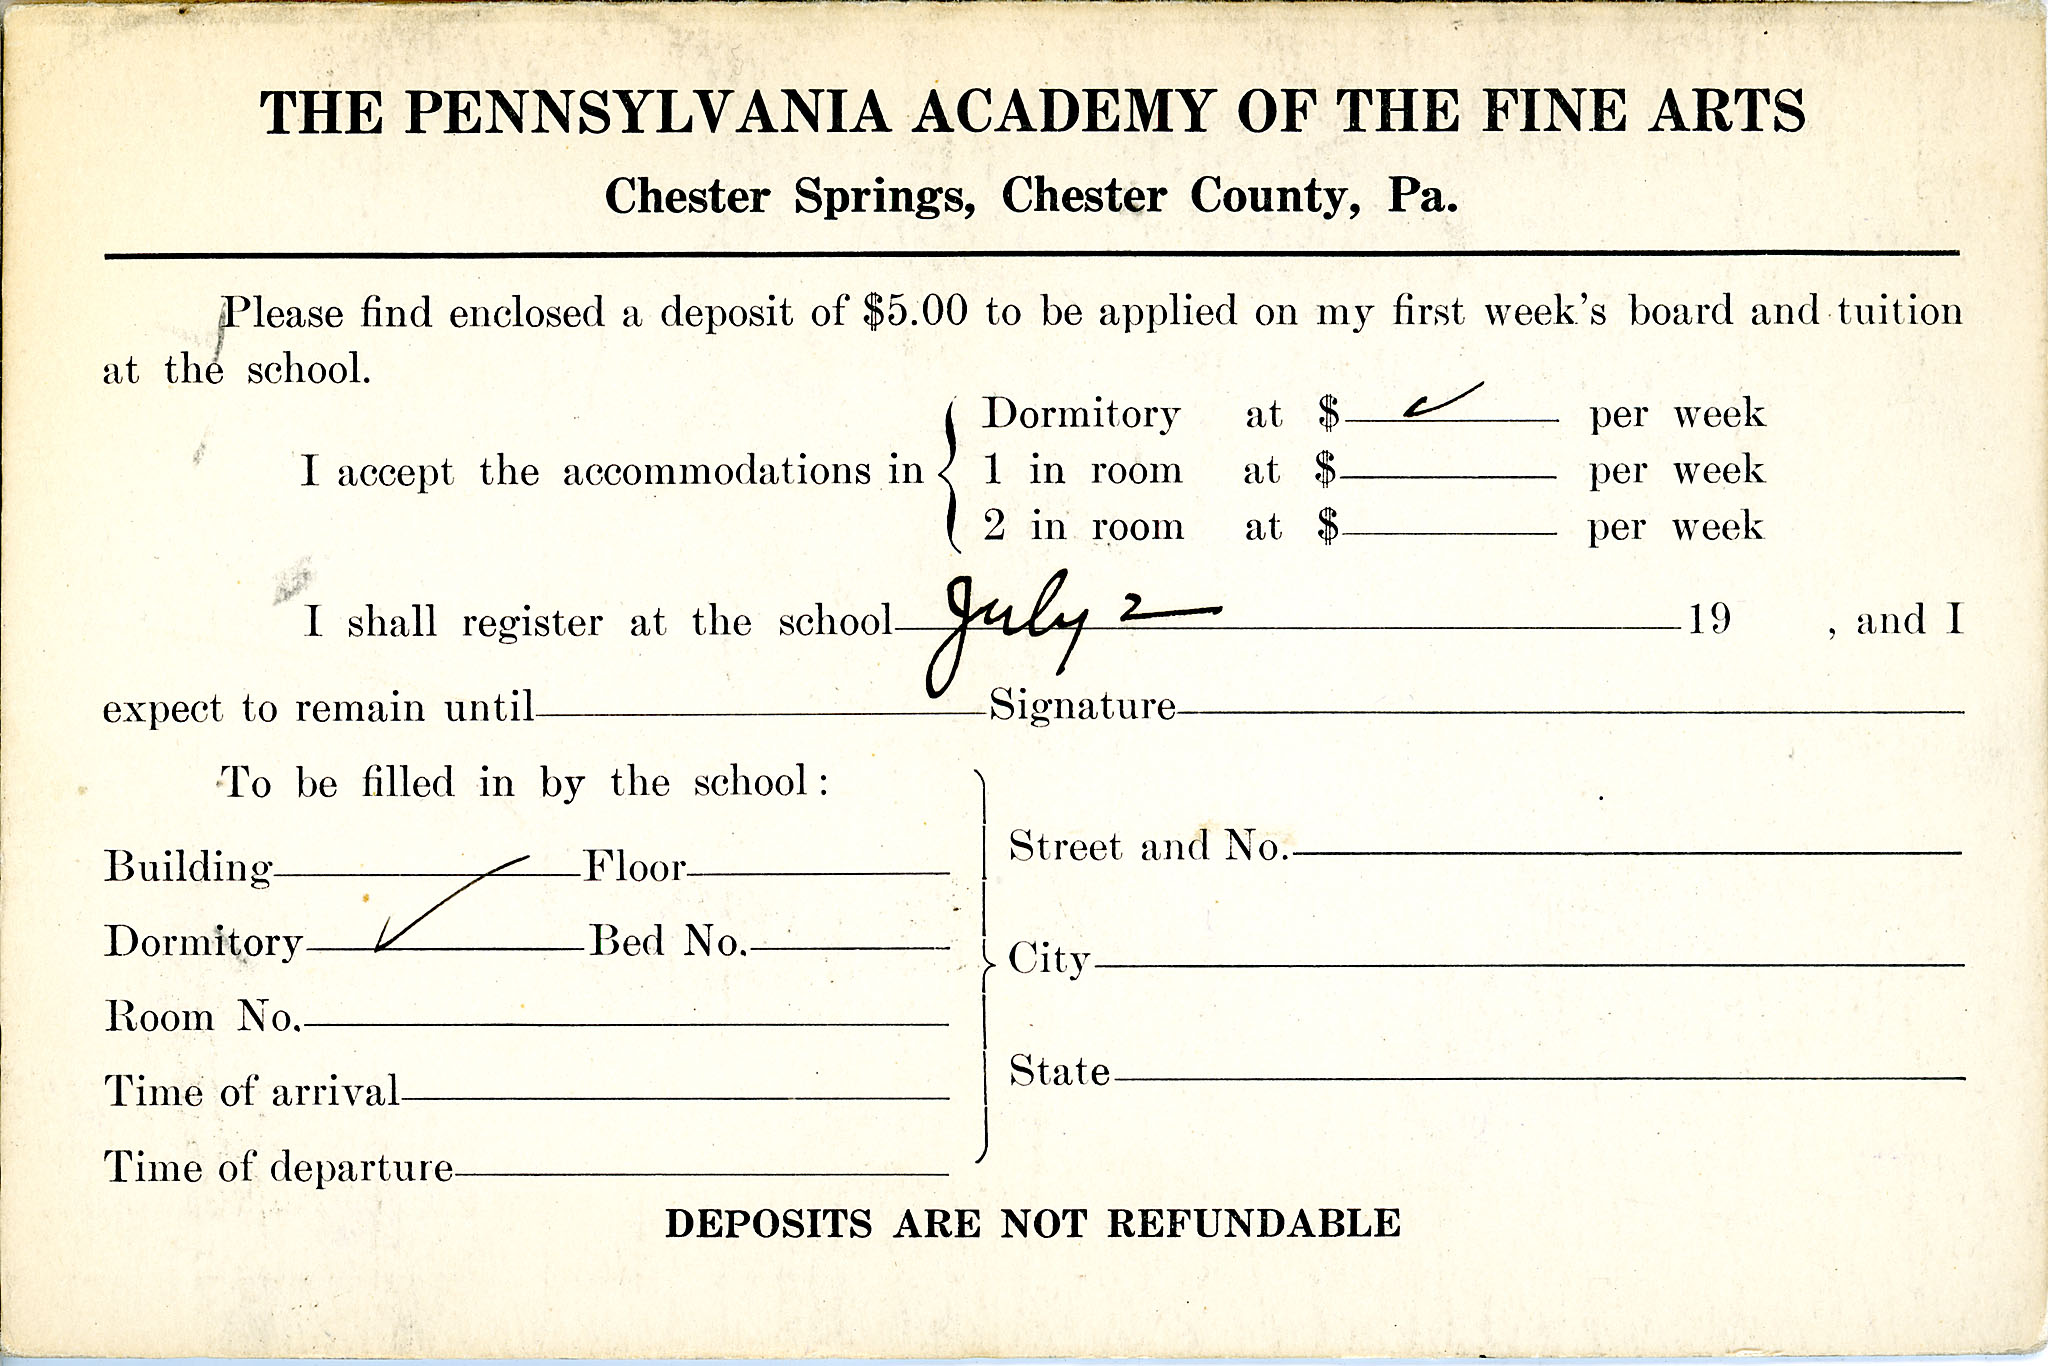 THE PENNSYLVANIA ACADEMY OF THE FINE ARTS
Chester Springs, Chester County, Pa.
Please find enclosed a deposit of $5.00 to be applied on my first week's board and tuition
at the school.
I accept the accommodations in
Dormitory at $ ✓ per week
1 in room at $ per week
2 in room at $ per week
I shall register at the school July 2 19 , and I
expect to remain until Signature
To be filled in by the school:
Building Floor
Dormitory ✓ Bed No.
Room No.
Time of arrival
Time of departure
Street and No.
City
State
DEPOSITS ARE NOT REFUNDABLE